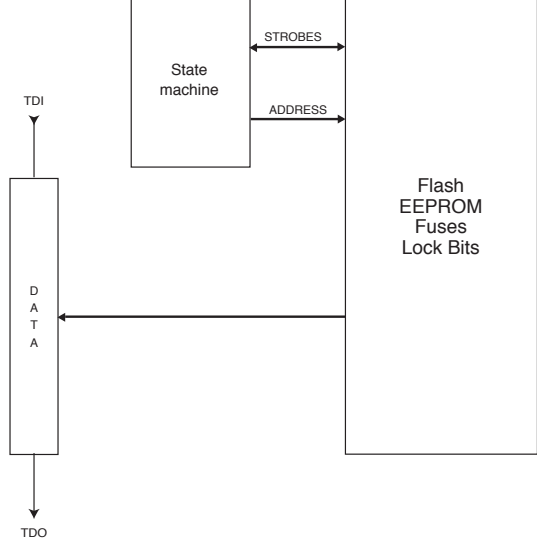 STROBES
State
machine
ADDRESS
TDI
Flash
EEPROM
Fuses
Lock Bits
D
A
T
A
TDO